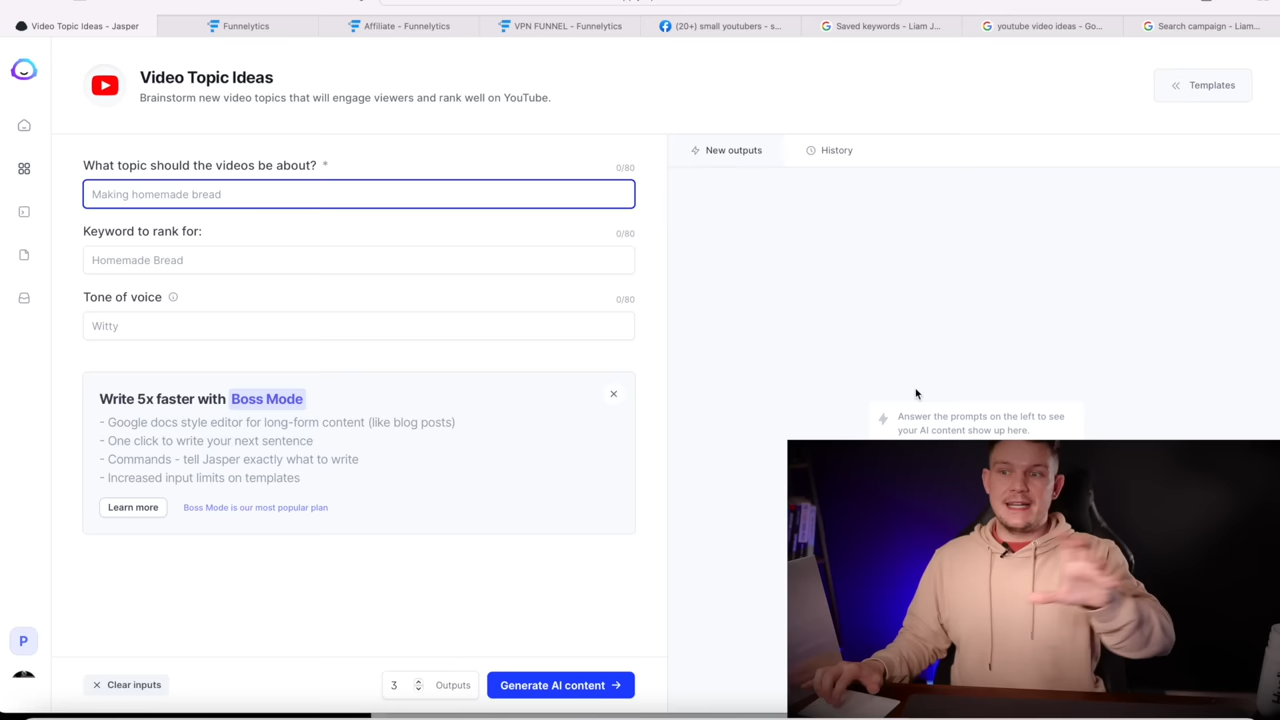 Video Topic Ideas - Jasper
Funnelytics
Affiliate - Funnelytics
VPN FUNNEL - Funnelytics
(20+) small youtubers - s...
Saved keywords - Liam J...
youtube video ideas - Go...
Search campaign - Liam...
Video Topic Ideas
Brainstorm new video topics that will engage viewers and rank well on YouTube.
Templates
What topic should the videos be about? *
0/80
Making homemade bread
Keyword to rank for:
0/80
Homemade Bread
Tone of voice
0/80
Witty
Write 5x faster with Boss Mode
- Google docs style editor for long-form content (like blog posts)
- One click to write your next sentence
- Commands - tell Jasper exactly what to write
- Increased input limits on templates
Learn more
Boss Mode is our most popular plan
P
Clear inputs
3
Outputs
Generate AI content
New outputs
History
Answer the prompts on the left to see
your AI content show up here.